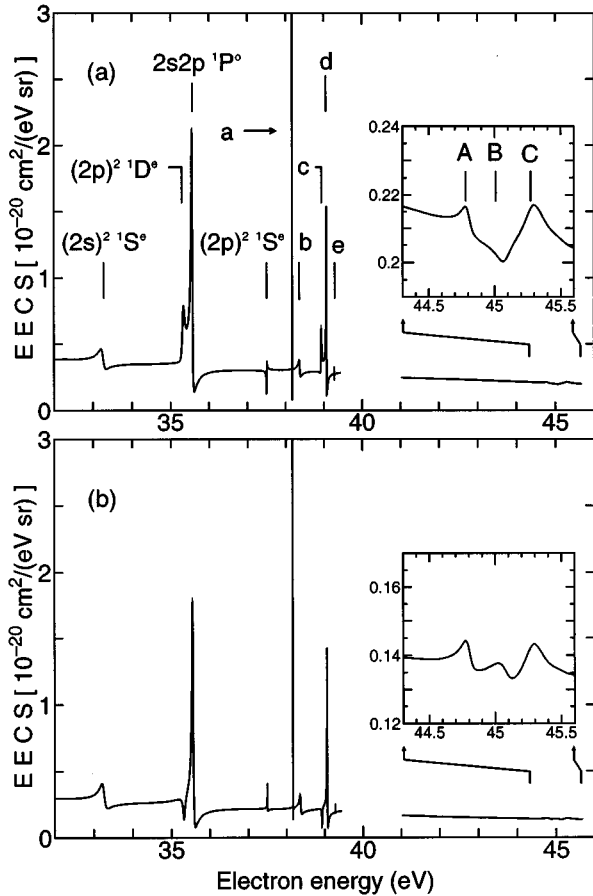 3
(a)
2s2p ¹Pᵒ
d
a
(2p)² ¹Dᵉ
c
(2s)² ¹Sᵉ
(2p)² ¹Sᵉ
b
e
2
1
0
E E C S [ 10⁻²⁰ cm²/(eV sr) ]
35
40
45
0.24
0.22
0.2
A
B
C
44.5
45
45.5
3
(b)
2
1
0
E E C S [ 10⁻²⁰ cm²/(eV sr) ]
0.16
0.14
0.12
44.5
45
45.5
35
40
45
Electron energy (eV)